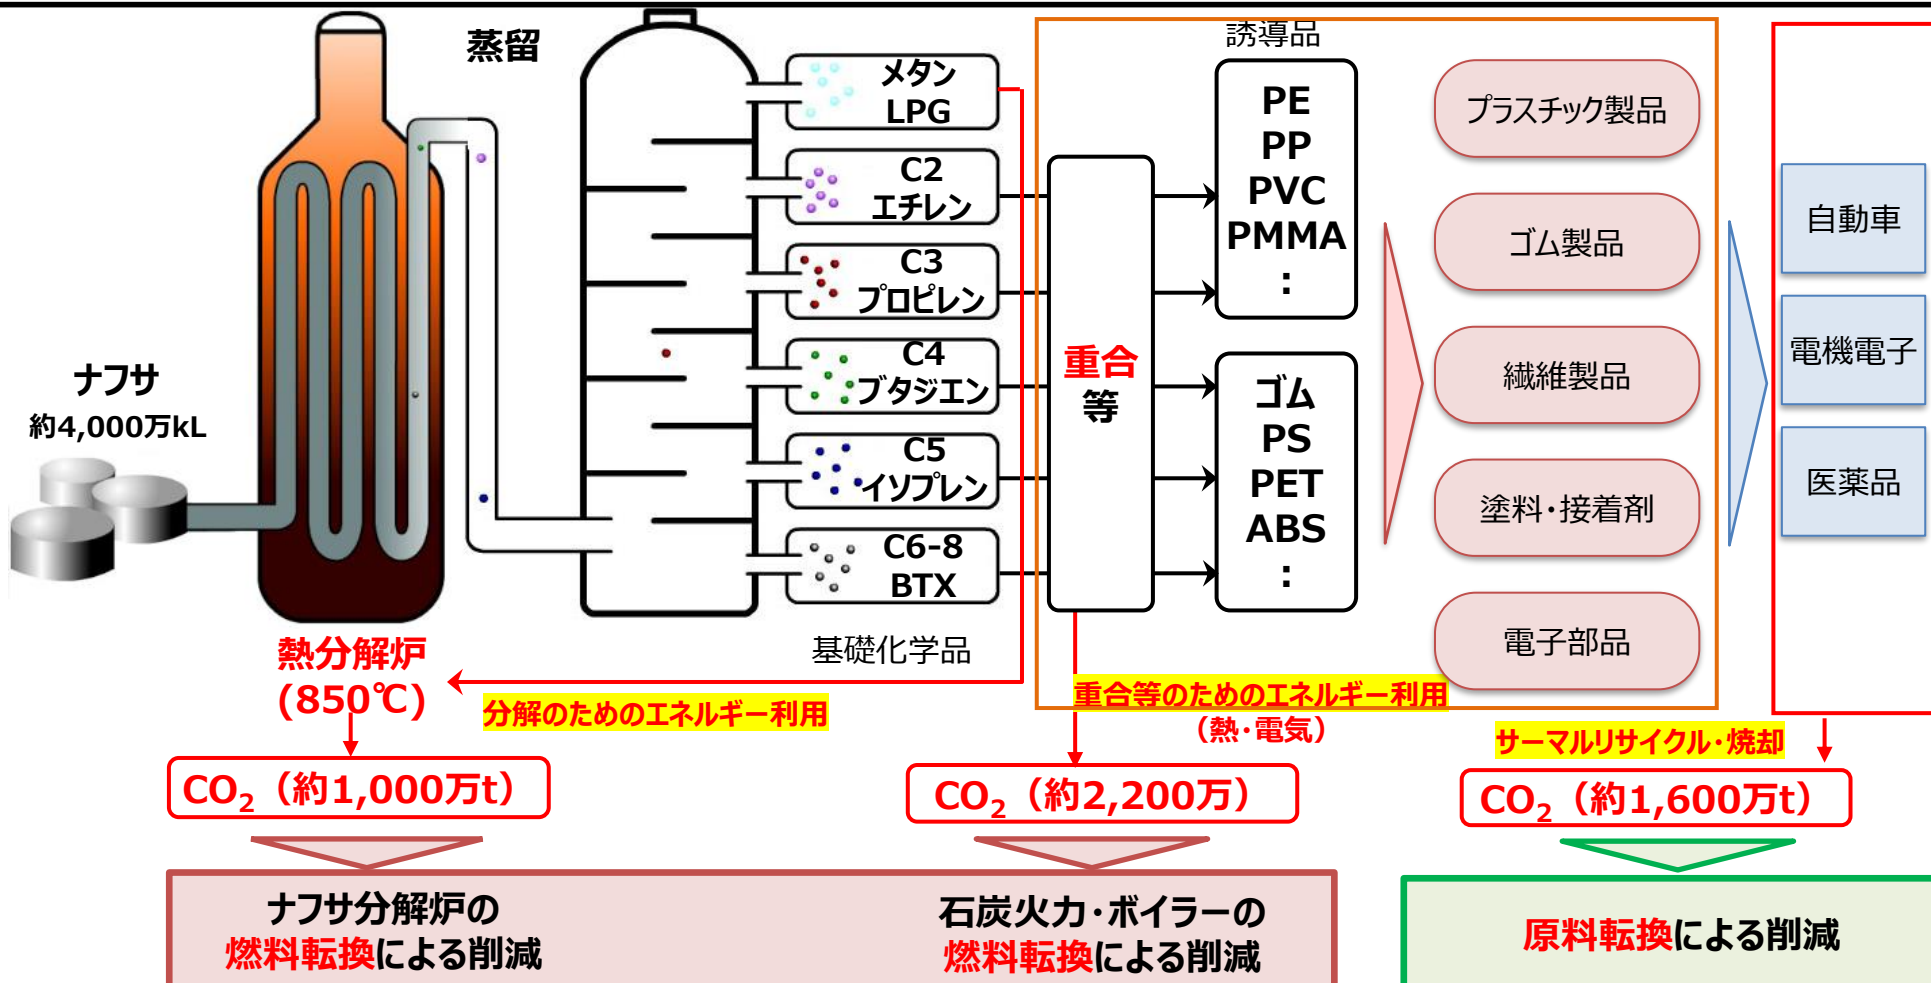 蒸留
ナフサ
約4,000万kL
熱分解炉
(850℃)
メタン
LPG
C2
エチレン
C3
プロピレン
C4
ブタジエン
C5
イソプレン
C6-8
BTX
基礎化学品
分解のためのエネルギー利用
重合
等
誘導品
PE
PP
PVC
PMMA
:
ゴム
PS
PET
ABS
:
プラスチック製品
ゴム製品
繊維製品
塗料・接着剤
電子部品
自動車
電機電子
医薬品
重合等のためのエネルギー利用
（熱・電気）
サーマルリサイクル・焼却
CO₂（約1,000万t）
CO₂（約2,200万）
CO₂（約1,600万t）
ナフサ分解炉の
燃料転換による削減
石炭火力・ボイラーの
燃料転換による削減
原料転換による削減